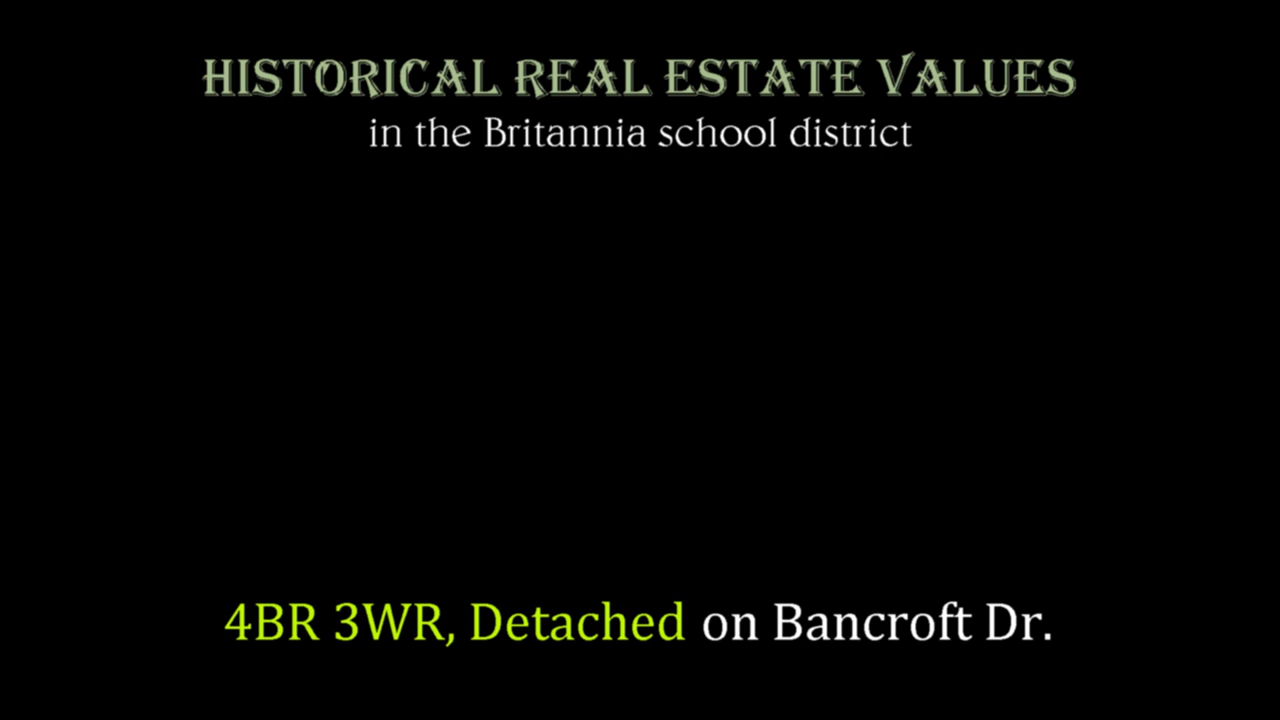 HISTORICAL REAL ESTATE VALUES
in the Britannia school district
4BR 3WR, Detached on Bancroft Dr.